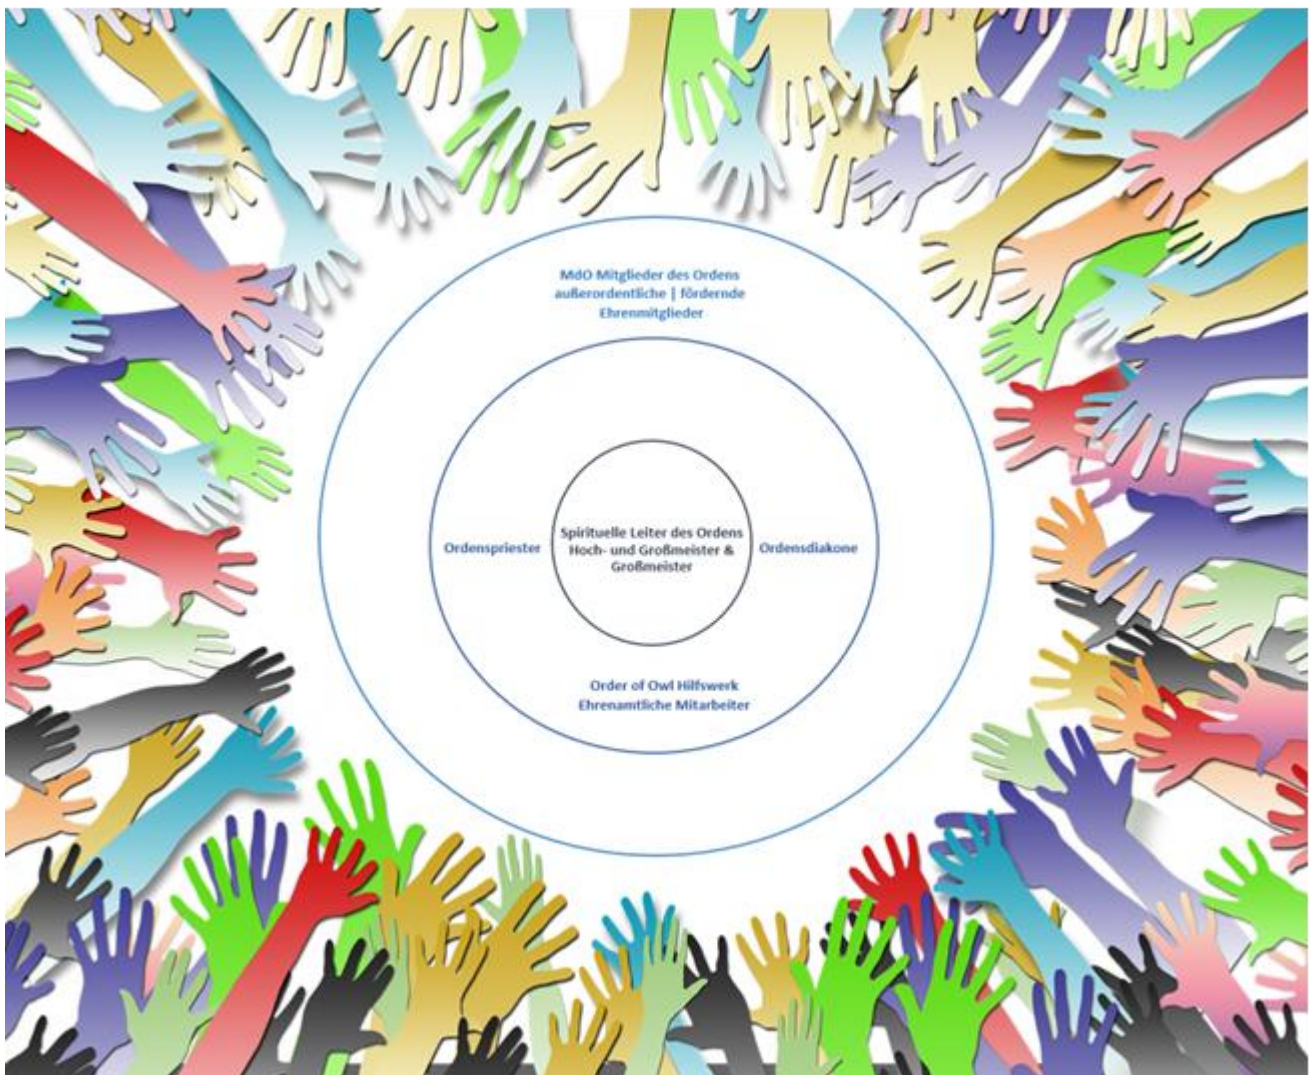 MdO Mitglieder des Ordens
außerordentliche | fördernde
Ehrenmitglieder
Ordenspriester
Spirituelle Leiter des Ordens
Hoch- und Großmeister &
Großmeister
Ordensdiakone
Order of Owl Hilfswerk
Ehrenamtliche Mitarbeiter